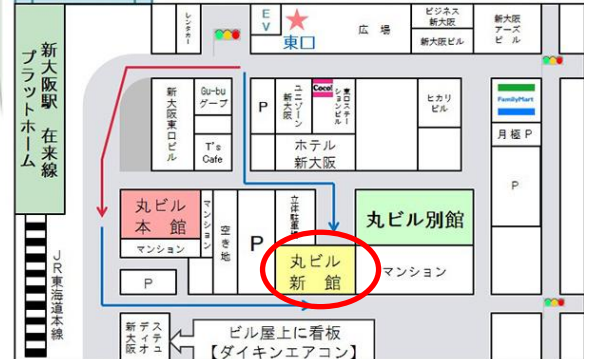 新大阪駅 在来線
プラットホーム
レンタカー
EV
東口
広場
ビジネス
新大阪
新大阪ビル
新大阪
アーズ
ビル
新大阪東口ビル
Gu-bu
グープ
T's
Cafe
P
ユニゾーン
新大阪
Coco!
東口ステー
ションビル
ホテル
新大阪
ヒカリ
ビル
FamilyMart
月極P
P
丸ビル
本館
マンション
マンション
空き地
P
P
立体駐車場
丸ビル
新館
丸ビル別館
マンション
JR東海道本線
新大阪
スティオ
ディテュ
ビル屋上に看板
【ダイキンエアコン】